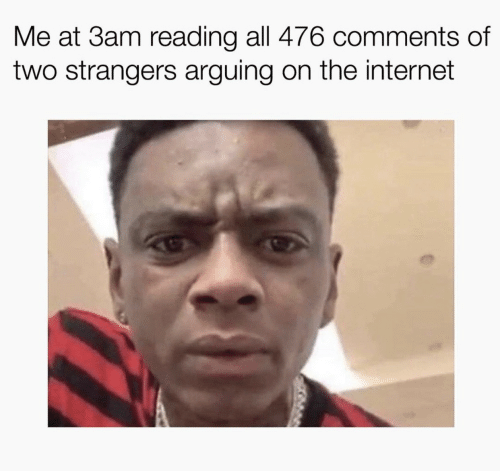 Me at 3am reading all 476 comments of
two strangers arguing on the internet